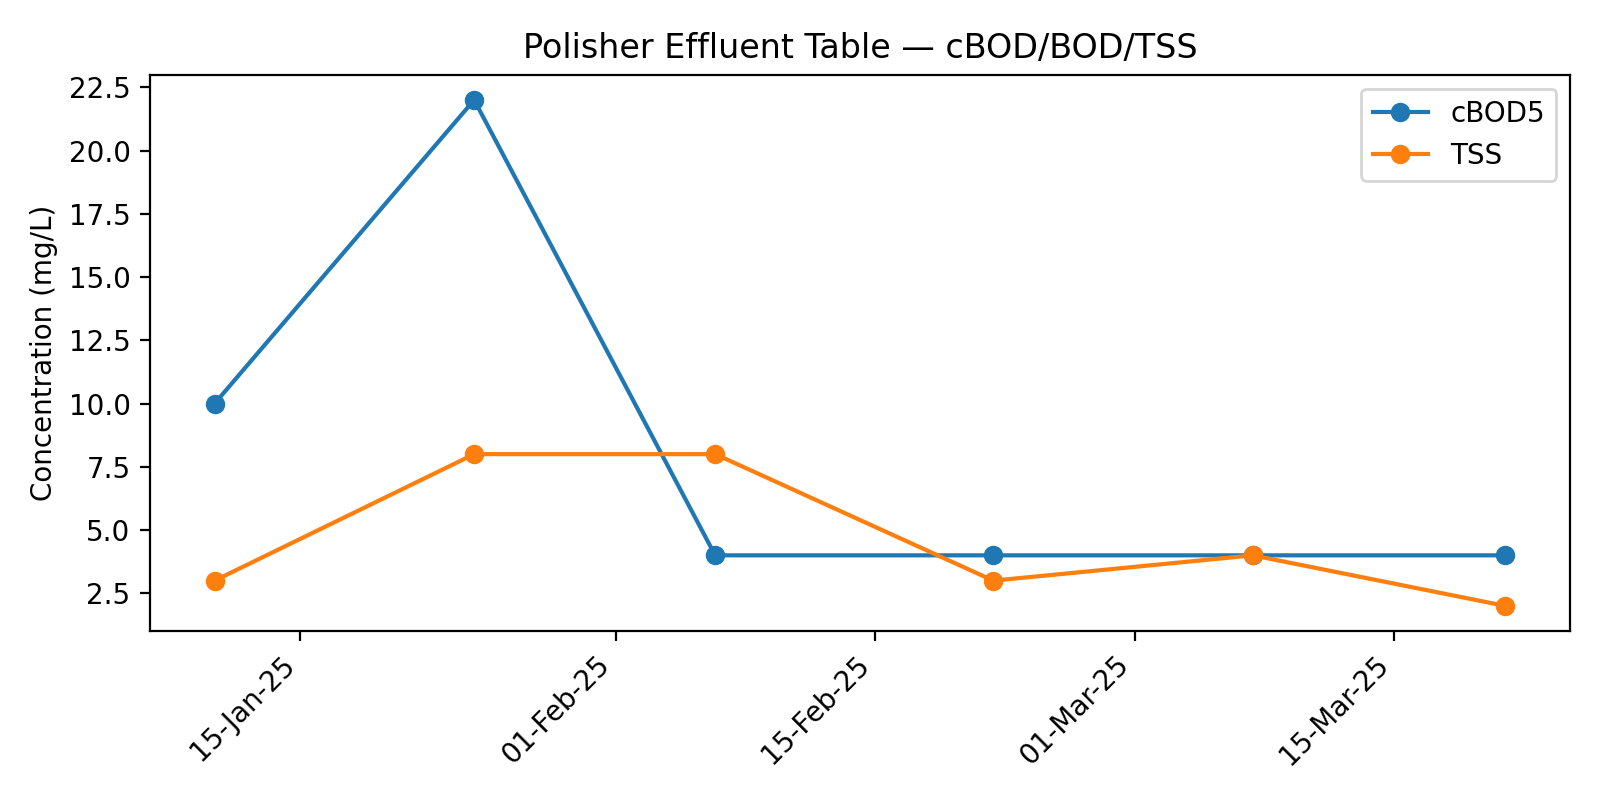 Polisher Effluent Table — cBOD/BOD/TSS
Concentration (mg/L)
22.5
20.0
17.5
15.0
12.5
10.0
7.5
5.0
2.5
cBOD5
TSS
15-Jan-25
01-Feb-25
15-Feb-25
01-Mar-25
15-Mar-25